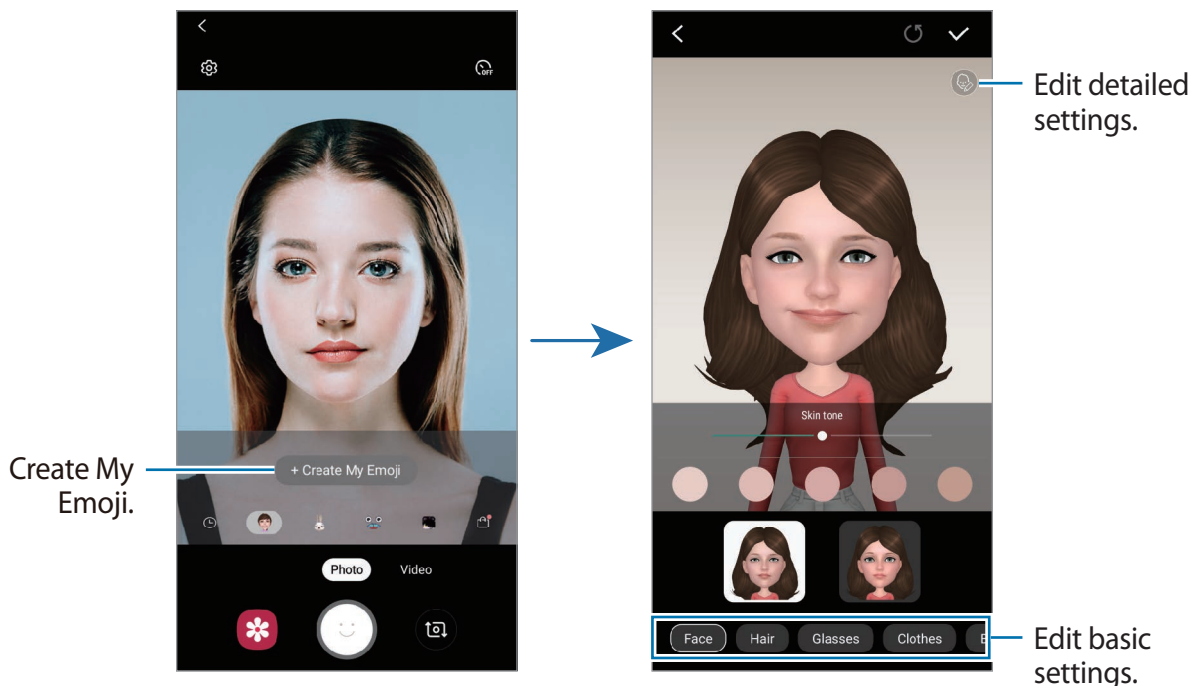 OFF
Edit detailed
settings.
Skin tone
Create My
Emoji.
+ Create My Emoji
Photo
Video
Face
Hair
Glasses
Clothes
Edit basic
settings.